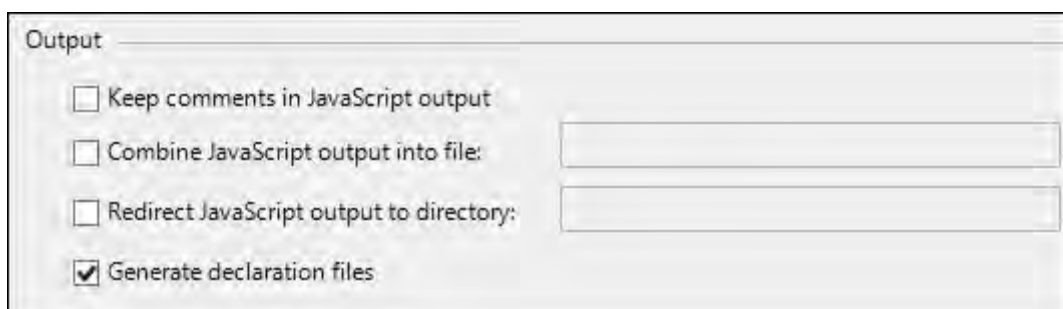 Output
Keep comments in JavaScript output
Combine JavaScript output into file:
Redirect JavaScript output to directory:
Generate declaration files